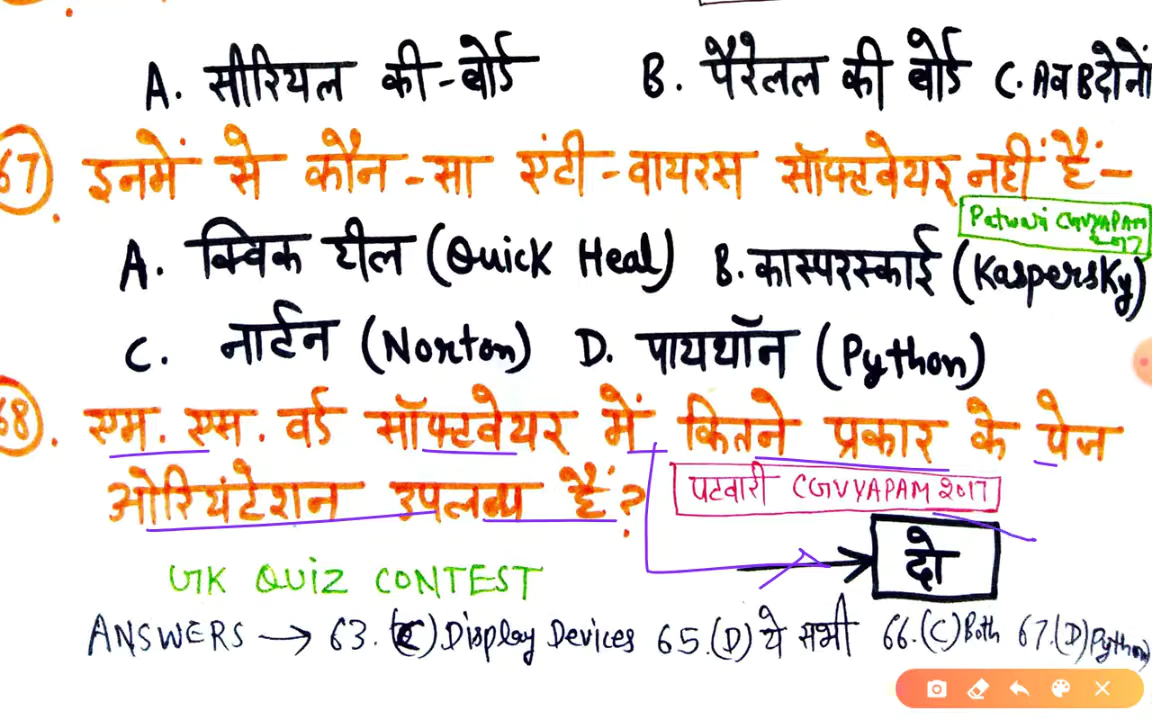 A. सीरियल की-बोर्ड B. पैरेलल की बोर्ड C. A व B दोनों
67 इनमें से कौन-सा एंटी-वायरस सॉफ्टवेयर नहीं हैं-
Patwari CGVYAPAM 2017
A. क्विक हील (Quick Heal) B. कास्परस्काई (Kaspersky)
C. नार्टन (Norton) D. पायथॉन (Python)
68. एम. एस. वर्ड सॉफ्टवेयर में कितने प्रकार के पेज
ओरियंटेशन उपलब्ध हैं?
पटवारी CGVYAPAM 2017
दो
GK QUIZ CONTEST
ANSWERS → 63. (C) Display Devices 65. (D) ये सभी 66. (C) Both 67. (D) Python